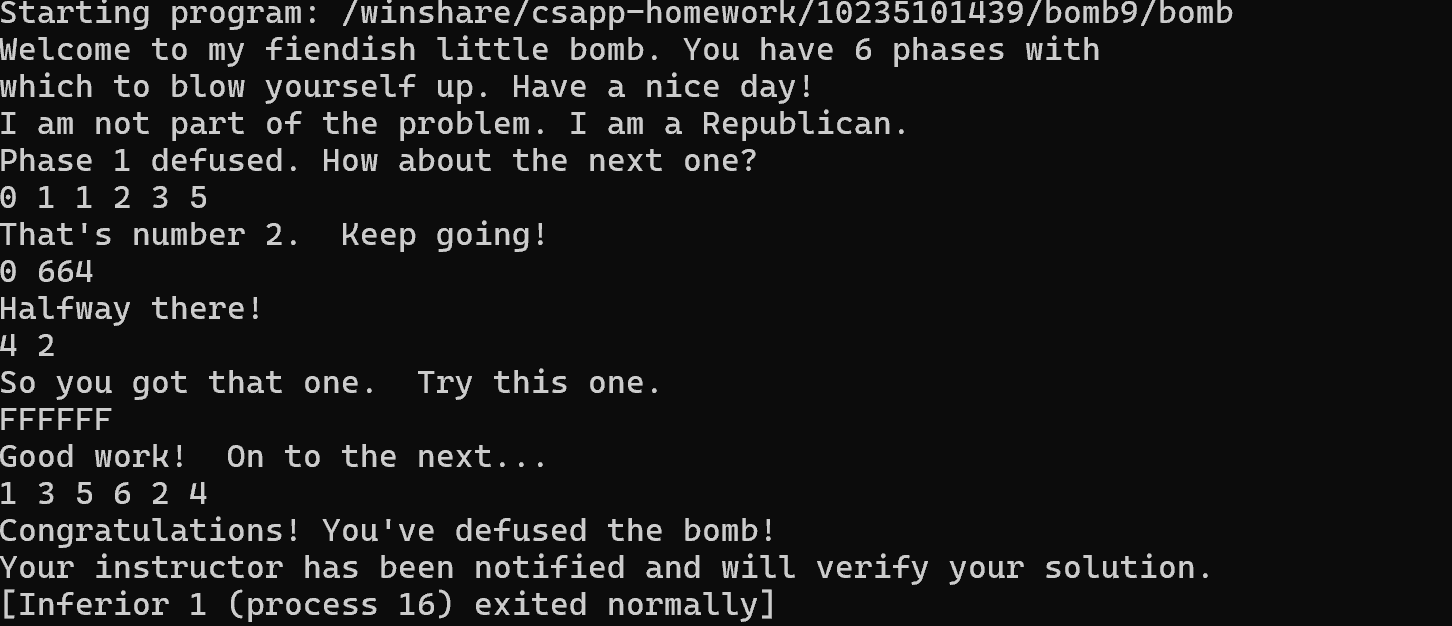 Starting program: /winshare/csapp-homework/10235101439/bomb9/bomb
Welcome to my fiendish little bomb. You have 6 phases with
which to blow yourself up. Have a nice day!
I am not part of the problem. I am a Republican.
Phase 1 defused. How about the next one?
0 1 1 2 3 5
That's number 2.  Keep going!
0 664
Halfway there!
4 2
So you got that one.  Try this one.
FFFFFF
Good work!  On to the next...
1 3 5 6 2 4
Congratulations! You've defused the bomb!
Your instructor has been notified and will verify your solution.
[Inferior 1 (process 16) exited normally]